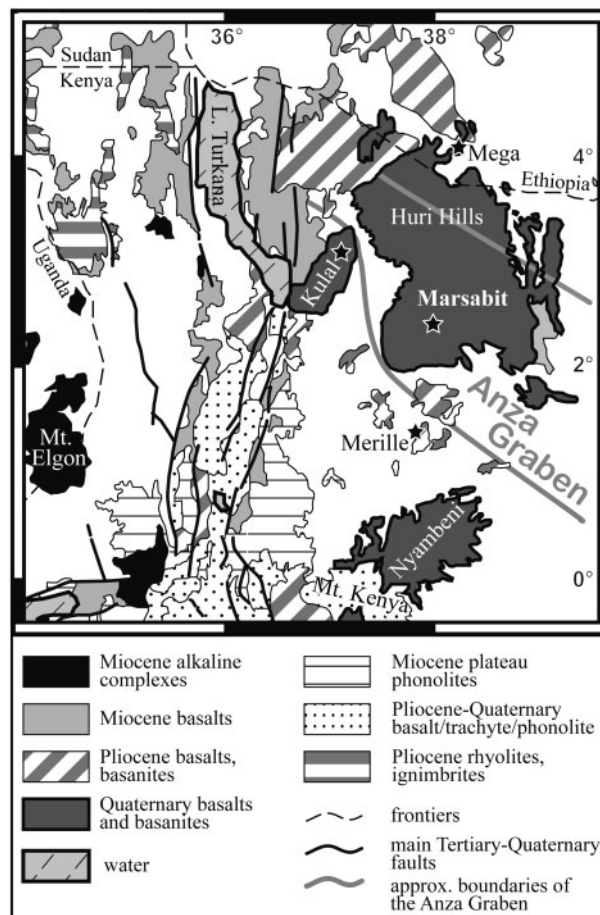 36°
38°
Sudan
Kenya
L. Turkana
4°
Mega
Ethiopia
Huri Hills
Uganda
Kulal
Marsabit
2°
Anza
Graben
Mt.
Elgon
Merille
Nyambeni
0°
Mt. Kenya
Miocene alkaline
complexes
Miocene basalts
Pliocene basalts,
basanites
Quaternary basalts
and basanites
water
Miocene plateau
phonolites
Pliocene-Quaternary
basalt/trachyte/phonolite
Pliocene rhyolites,
ignimbrites
frontiers
main Tertiary-Quaternary
faults
approx. boundaries of
the Anza Graben